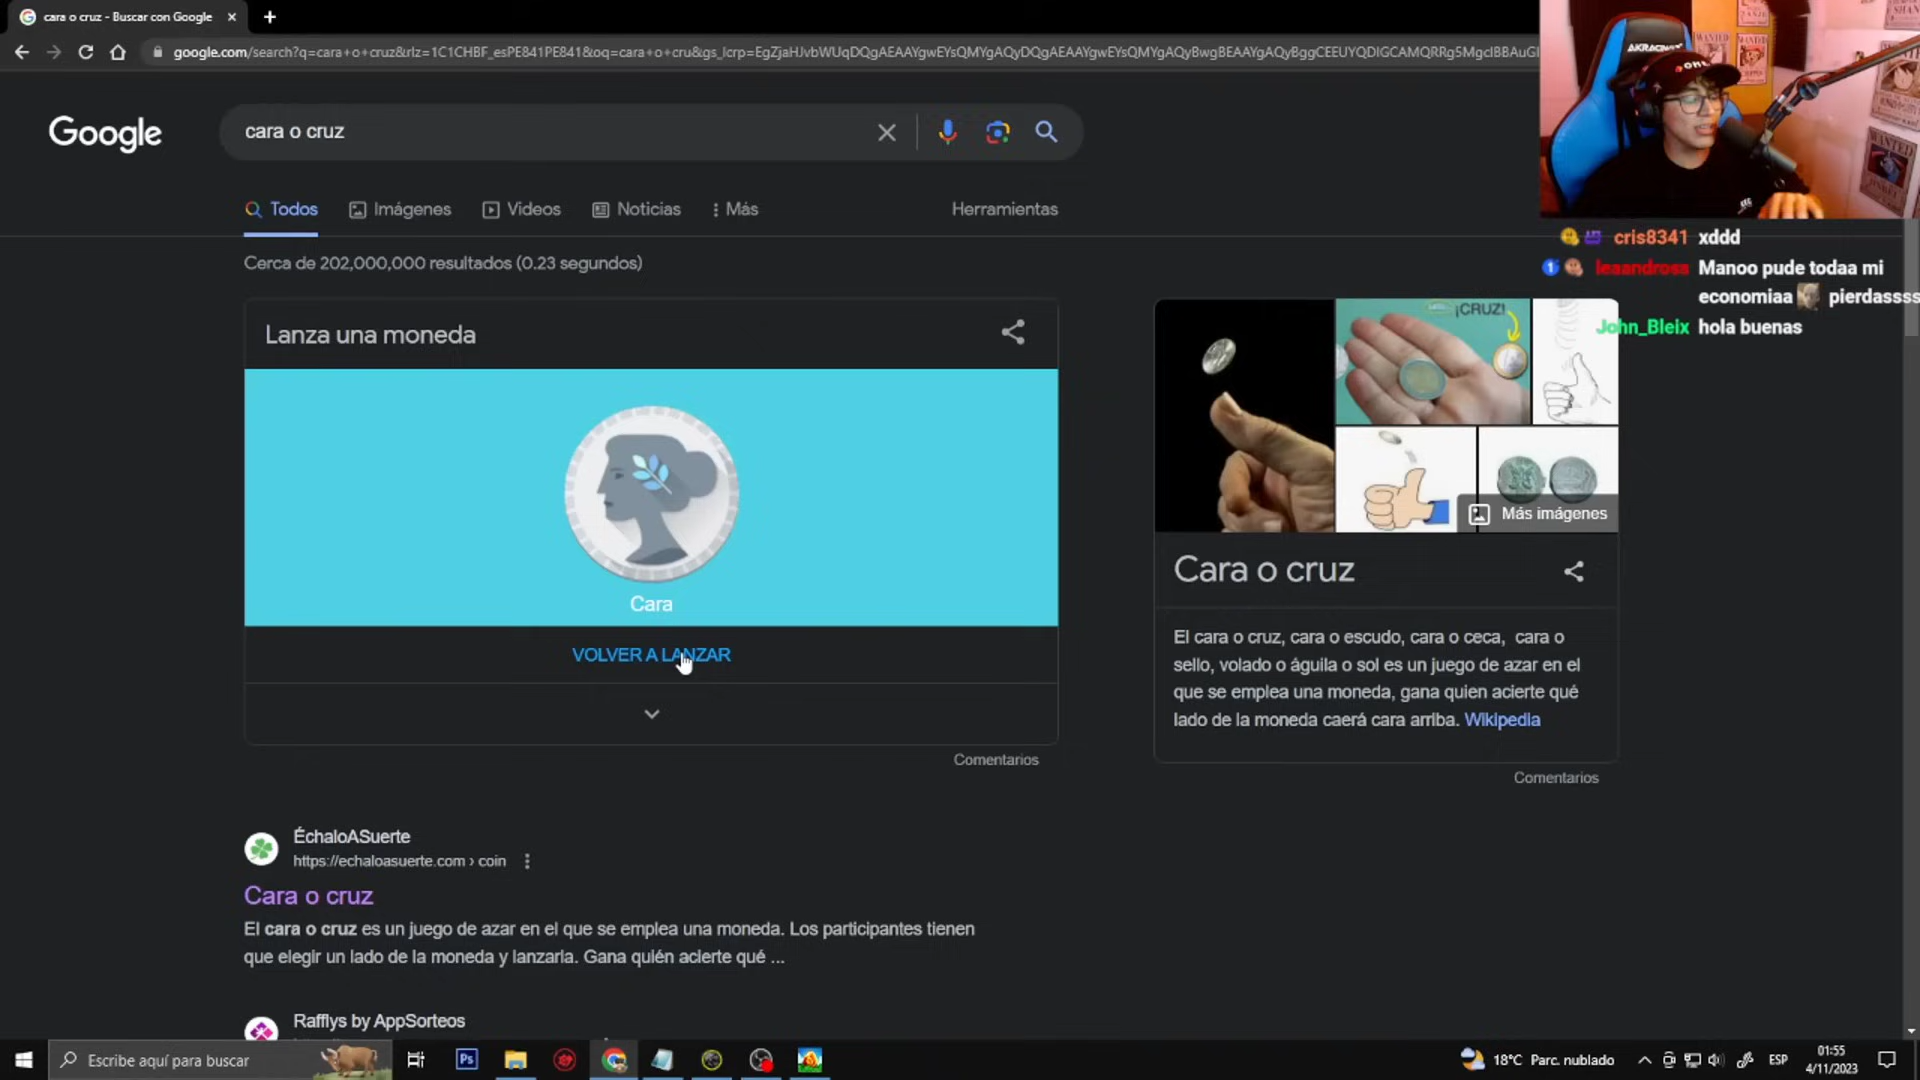 cara o cruz - Buscar con Google
google.com/search?q=cara+o+cruz&rlz=1C1CHBF_esPE841PE841&oq=cara+o+cru&gs_lcrp=
Google
cara o cruz
Todos
Imágenes
Videos
Noticias
Más
Herramientas
Cerca de 202,000,000 resultados (0.23 segundos)
cris8341 xddd
leaandross Manoo pude todaa mi
economiaa pierdassss
John_Bleix hola buenas
Lanza una moneda
Cara
VOLVER A LANZAR
Comentarios
¡CRUZ!
Más imágenes
Cara o cruz
El cara o cruz, cara o escudo, cara o ceca, cara o
sello, volado o águila o sol es un juego de azar en el
que se emplea una moneda, gana quien acierte qué
lado de la moneda caerá cara arriba. Wikipedia
Comentarios
ÉchaloASuerte
https://echaloasuerte.com › coin
Cara o cruz
El cara o cruz es un juego de azar en el que se emplea una moneda. Los participantes tienen
que elegir un lado de la moneda y lanzarla. Gana quién acierte qué ...
Rafflys by AppSorteos
AKRACING
WANTED
WANTED
WANTED
WANTED
Escribe aquí para buscar
Ps
18°C Parc. nublado
ESP
01:55
4/11/2023